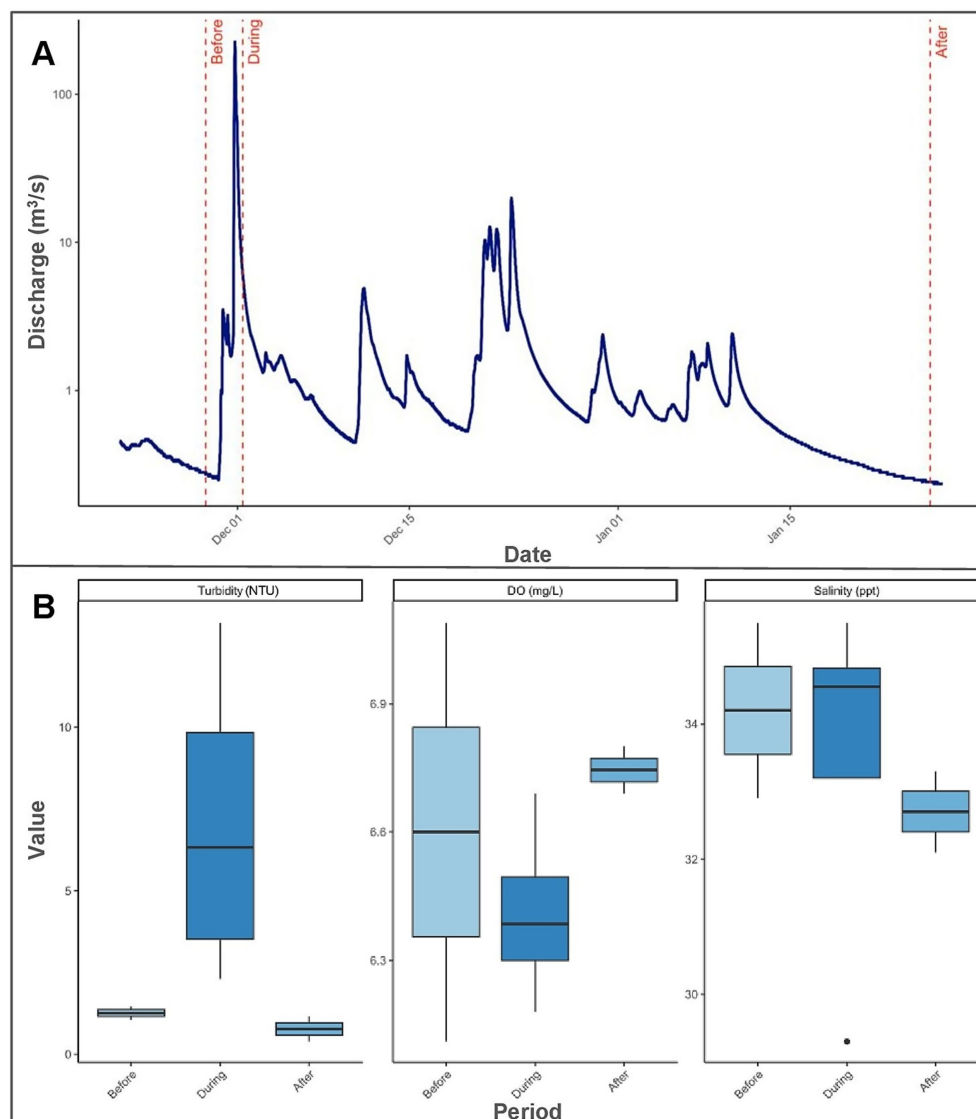 A
Before
During
After
Discharge (m³/s)
100
10
1
Dec 01
Dec 15
Jan 01
Jan 15
Date
B
Turbidity (NTU)
DO (mg/L)
Salinity (ppt)
Value
10
5
0
6.9
6.6
6.3
34
32
30
Before
During
After
Before
During
After
Before
During
After
Period